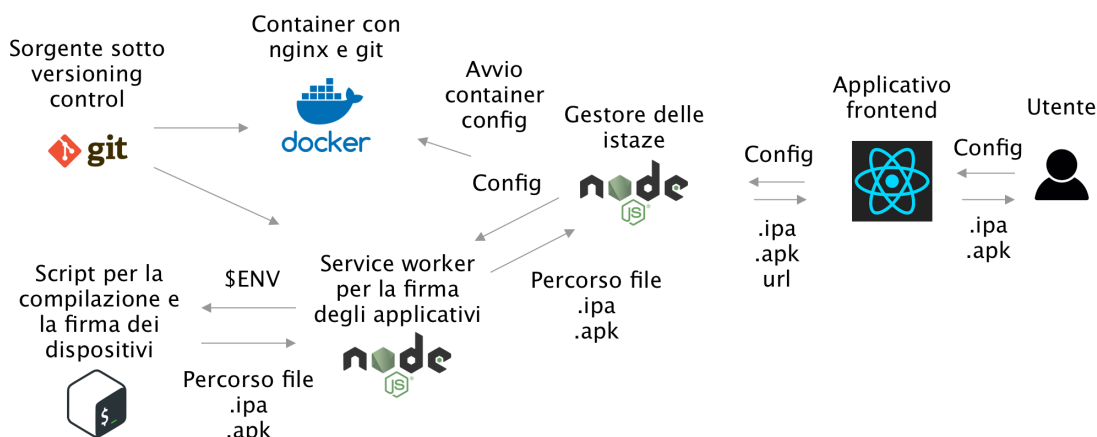 Sorgente sotto
versioning
control
git
Container con
nginx e git
docker
Avvio
container
config
Gestore delle
istaze
node
JS
Config
Config
.ipa
.apk
url
Applicativo
frontend
Utente
Config
.ipa
.apk
Script per la
compilazione e
la firma dei
dispositivi
$_
$ENV
Percorso file
.ipa
.apk
Service worker
per la firma
degli applicativi
node
JS
Percorso file
.ipa
.apk